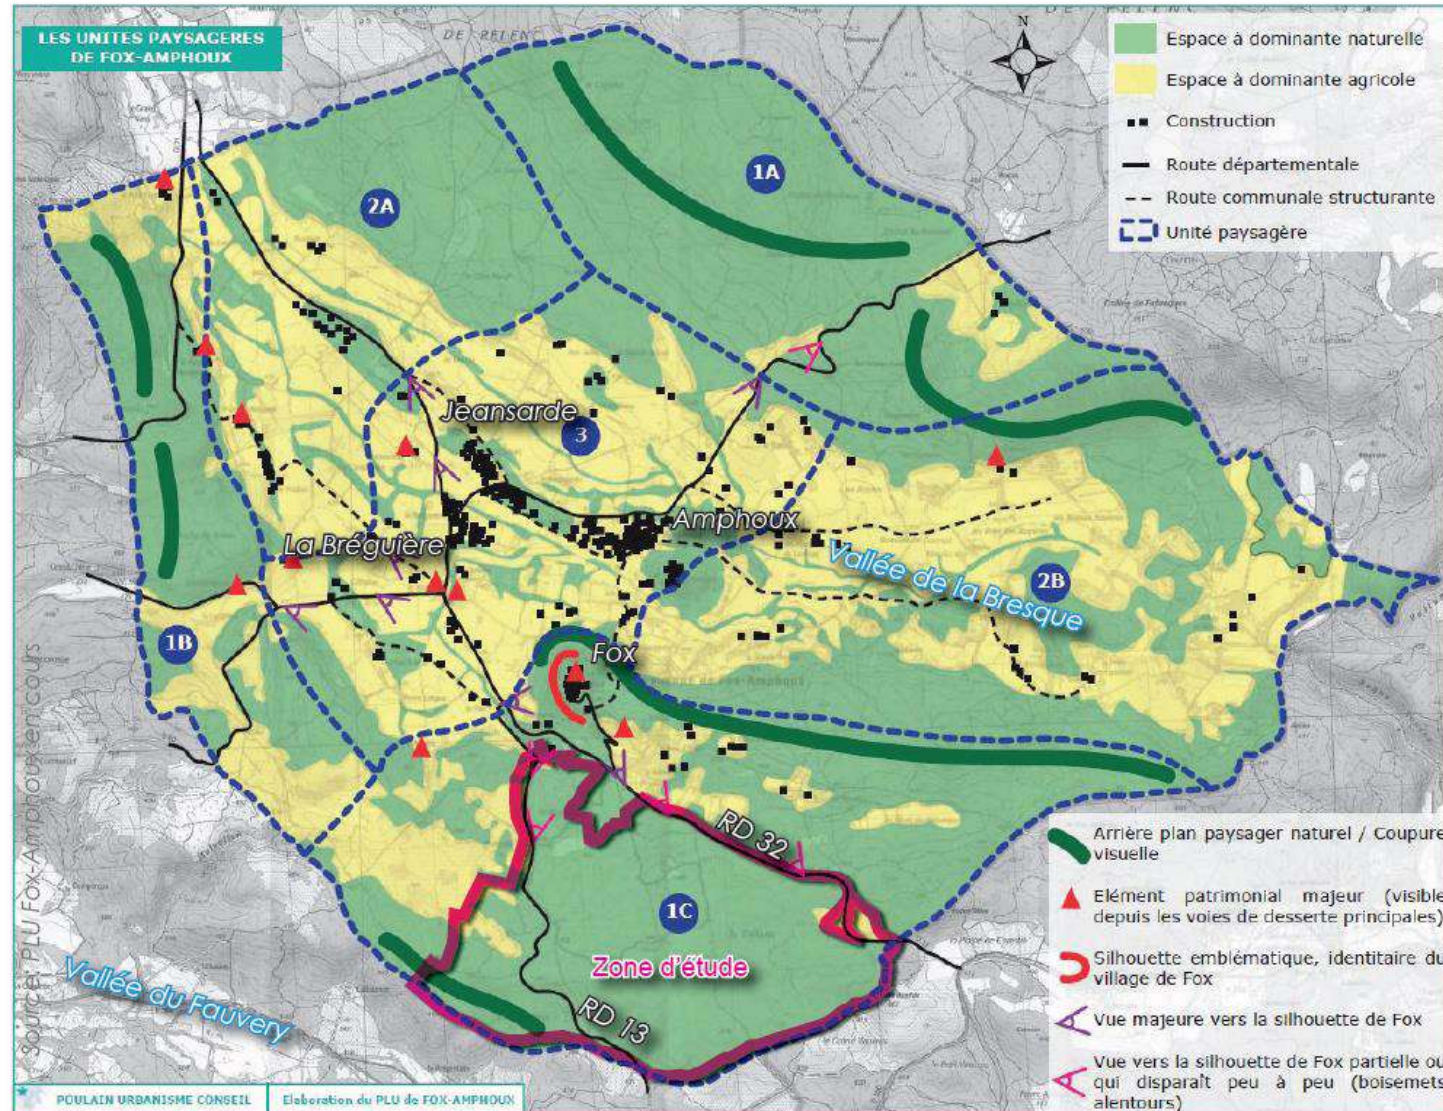 LES UNITES PAYSAGERES
DE FOX-AMPHOUX
N
Espace à dominante naturelle
Espace à dominante agricole
Construction
Route départementale
Route communale structurante
Unité paysagère
1A
2A
Jeansarde
3
Amphoux
La Bréguière
Vallée de la Bresque
2B
1B
Fox
RD 32
1C
Zone d'étude
RD 13
Vallée du Fauvery
Source: PLU Fox-Amphoux en cours
Arrière plan paysager naturel / Coupure
visuelle
Elément patrimonial majeur (visible
depuis les voies de desserte principales)
Silhouette emblématique, identitaire du
village de Fox
Vue majeure vers la silhouette de Fox
Vue vers la silhouette de Fox partielle ou
qui disparaît peu à peu (boisemets
alentours)
POULAIN URBANISME CONSEIL
Elaboration du PLU de FOX-AMPHOUX